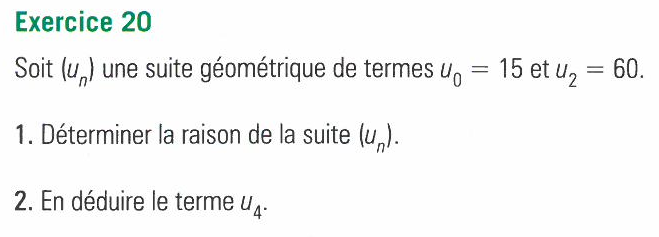 Exercice 20
Soit (uₙ) une suite géométrique de termes u₀ = 15 et u₂ = 60.
1. Déterminer la raison de la suite (uₙ).
2. En déduire le terme u₄.